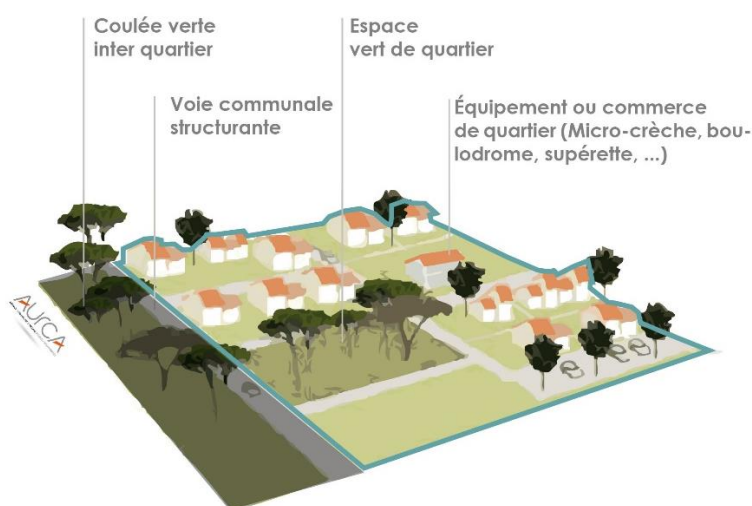 Coulée verte
inter quartier
Espace
vert de quartier
Voie communale
structurante
Équipement ou commerce
de quartier (Micro-crèche, bou-
lodrome, supérette, ...)
AURCA